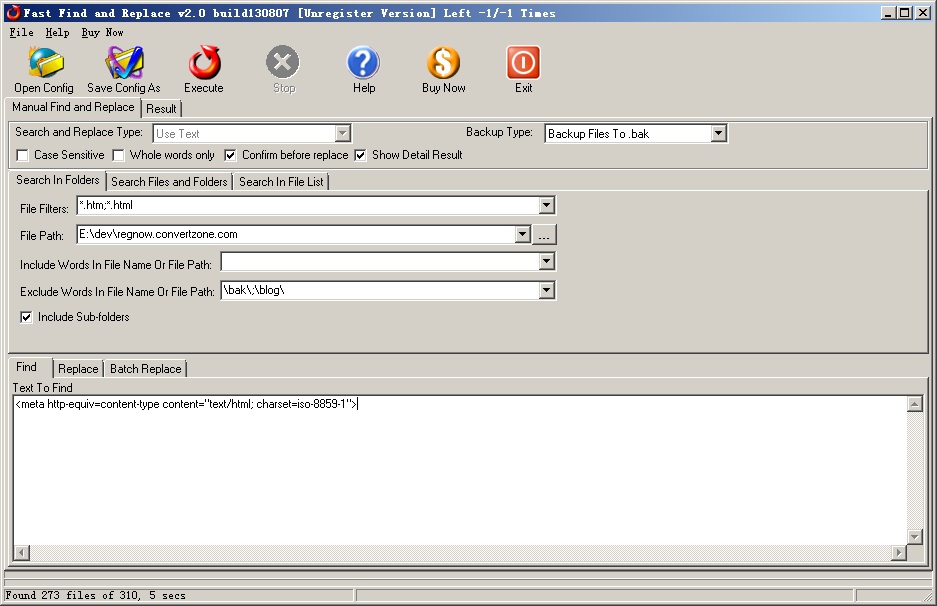 Fast Find and Replace v2.0 build130807 [Unregister Version] Left -1/-1 Times
File Help Buy Now
Open Config Save Config As Execute Stop Help Buy Now Exit
Manual Find and Replace Result
Search and Replace Type: Use Text Backup Type: Backup Files To .bak
Case Sensitive Whole words only Confirm before replace Show Detail Result
Search In Folders Search Files and Folders Search In File List
File Filters: *.htm;*.html
File Path: E:\dev\regnow.convertzone.com ...
Include Words In File Name Or File Path:
Exclude Words In File Name Or File Path: \bak\;\blog\
Include Sub-folders
Find Replace Batch Replace
Text To Find
<meta http-equiv=content-type content="text/html; charset=iso-8859-1">
Found 273 files of 310, 5 secs